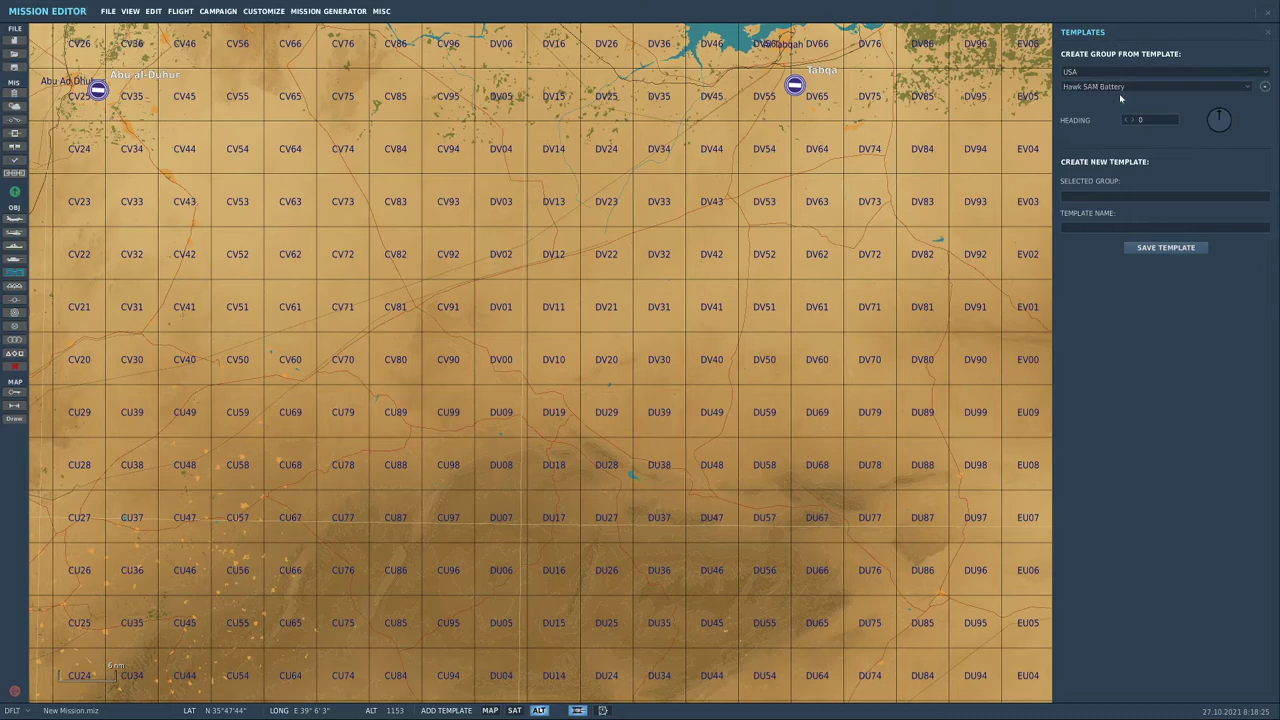 MISSION EDITOR FILE VIEW EDIT FLIGHT CAMPAIGN CUSTOMIZE MISSION GENERATOR MISC
FILE
MIS
OBJ
MAP
Draw
CV26 CV36 CV46 CV56 CV66 CV76 CV86 CV96 DV06 DV16 DV26 DV36 DV46 DV56 Tabqah DV66 DV76 DV86 DV96 EV06
Abu al-Duhur
Tabqa
CV25 CV35 CV45 CV55 CV65 CV75 CV85 CV95 DV05 DV15 DV25 DV35 DV45 DV55 DV65 DV75 DV85 DV95 EV05
CV24 CV34 CV44 CV54 CV64 CV74 CV84 CV94 DV04 DV14 DV24 DV34 DV44 DV54 DV64 DV74 DV84 DV94 EV04
CV23 CV33 CV43 CV53 CV63 CV73 CV83 CV93 DV03 DV13 DV23 DV33 DV43 DV53 DV63 DV73 DV83 DV93 EV03
CV22 CV32 CV42 CV52 CV62 CV72 CV82 CV92 DV02 DV12 DV22 DV32 DV42 DV52 DV62 DV72 DV82 DV92 EV02
CV21 CV31 CV41 CV51 CV61 CV71 CV81 CV91 DV01 DV11 DV21 DV31 DV41 DV51 DV61 DV71 DV81 DV91 EV01
CV20 CV30 CV40 CV50 CV60 CV70 CV80 CV90 DV00 DV10 DV20 DV30 DV40 DV50 DV60 DV70 DV80 DV90 EV00
CU29 CU39 CU49 CU59 CU69 CU79 CU89 CU99 DU09 DU19 DU29 DU39 DU49 DU59 DU69 DU79 DU89 DU99 EU09
CU28 CU38 CU48 CU58 CU68 CU78 CU88 CU98 DU08 DU18 DU28 DU38 DU48 DU58 DU68 DU78 DU88 DU98 EU08
CU27 CU37 CU47 CU57 CU67 CU77 CU87 CU97 DU07 DU17 DU27 DU37 DU47 DU57 DU67 DU77 DU87 DU97 EU07
CU26 CU36 CU46 CU56 CU66 CU76 CU86 CU96 DU06 DU16 DU26 DU36 DU46 DU56 DU66 DU76 DU86 DU96 EU06
CU25 CU35 CU45 CU55 CU65 CU75 CU85 CU95 DU05 DU15 DU25 DU35 DU45 DU55 DU65 DU75 DU85 DU95 EU05
6 nm
CU24 CU34 CU44 CU54 CU64 CU74 CU84 CU94 DU04 DU14 DU24 DU34 DU44 DU54 DU64 DU74 DU84 DU94 EU04
TEMPLATES
CREATE GROUP FROM TEMPLATE:
USA
Hawk SAM Battery
HEADING 0
CREATE NEW TEMPLATE:
SELECTED GROUP:
TEMPLATE NAME:
SAVE TEMPLATE
DFLT New Mission.miz LAT N 35°47'44" LONG E 39° 6' 3" ALT 1153 ADD TEMPLATE MAP SAT ALT 27.10.2021 8:18:25